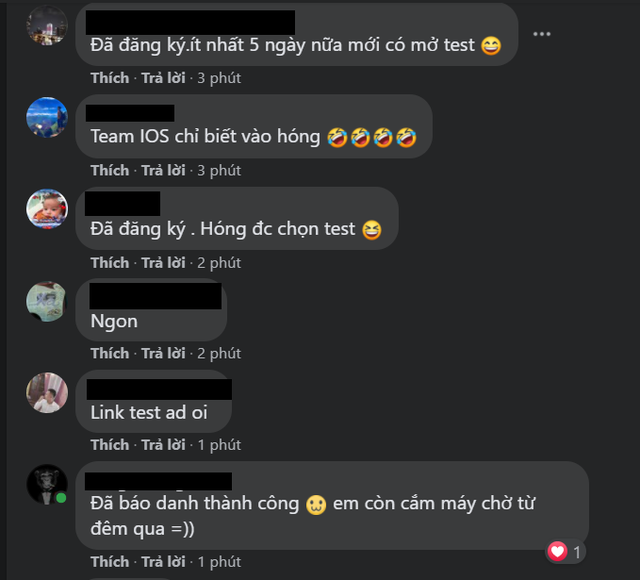 Đã đăng ký.ít nhất 5 ngày nữa mới có mở test 😄
Thích · Trả lời · 3 phút
Team IOS chỉ biết vào hóng 🤣🤣🤣🤣
Thích · Trả lời · 3 phút
Đã đăng ký . Hóng đc chọn test 😆
Thích · Trả lời · 2 phút
Ngon
Thích · Trả lời · 2 phút
Link test ad oi
Thích · Trả lời · 1 phút
Đã báo danh thành công em còn cắm máy chờ từ
đêm qua =))
1
Thích · Trả lời · 1 phút